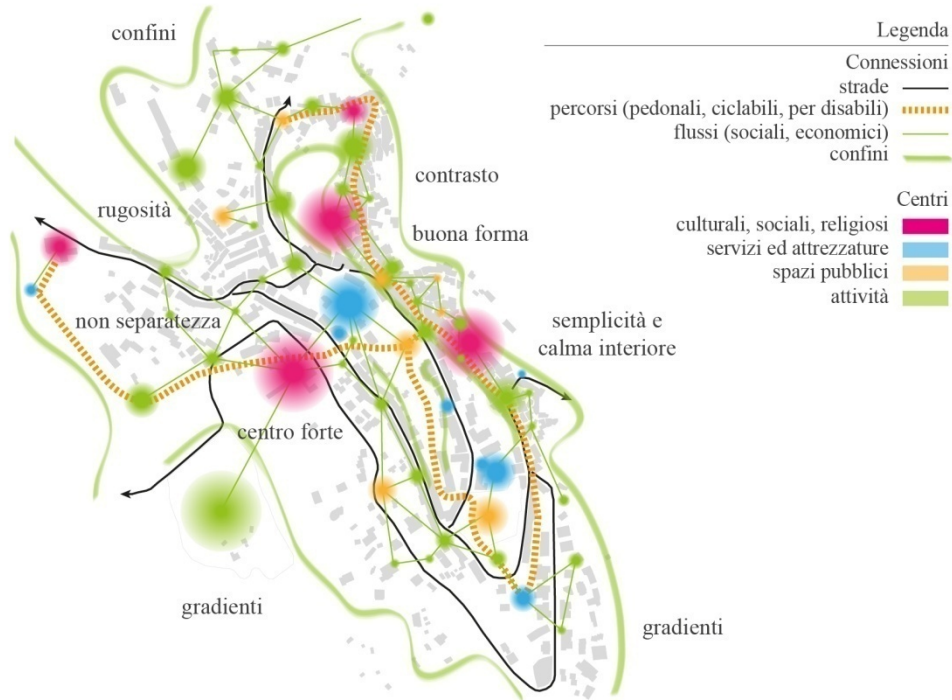 confini
rugosità
non separatezza
centro forte
gradienti
contrasto
buona forma
semplicità e
calma interiore
gradienti
Legenda
Connessioni
strade
percorsi (pedonali, ciclabili, per disabili)
flussi (sociali, economici)
confini
Centri
culturali, sociali, religiosi
servizi ed attrezzature
spazi pubblici
attività